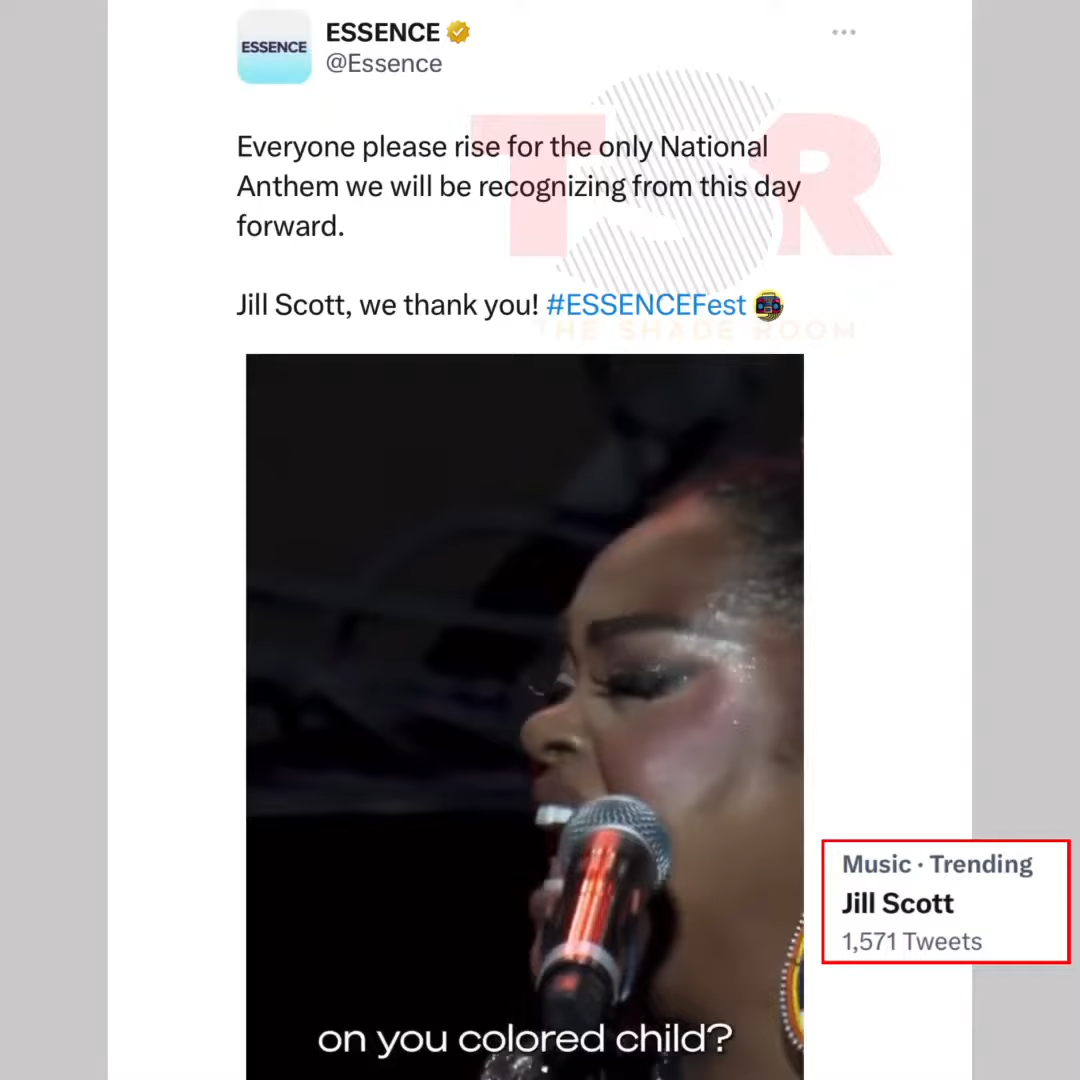 ESSENCE
ESSENCE
@Essence
Everyone please rise for the only National
Anthem we will be recognizing from this day
forward.
Jill Scott, we thank you! #ESSENCEFest
TSR
THE SHADE ROOM
Music · Trending
Jill Scott
1,571 Tweets
on you colored child?